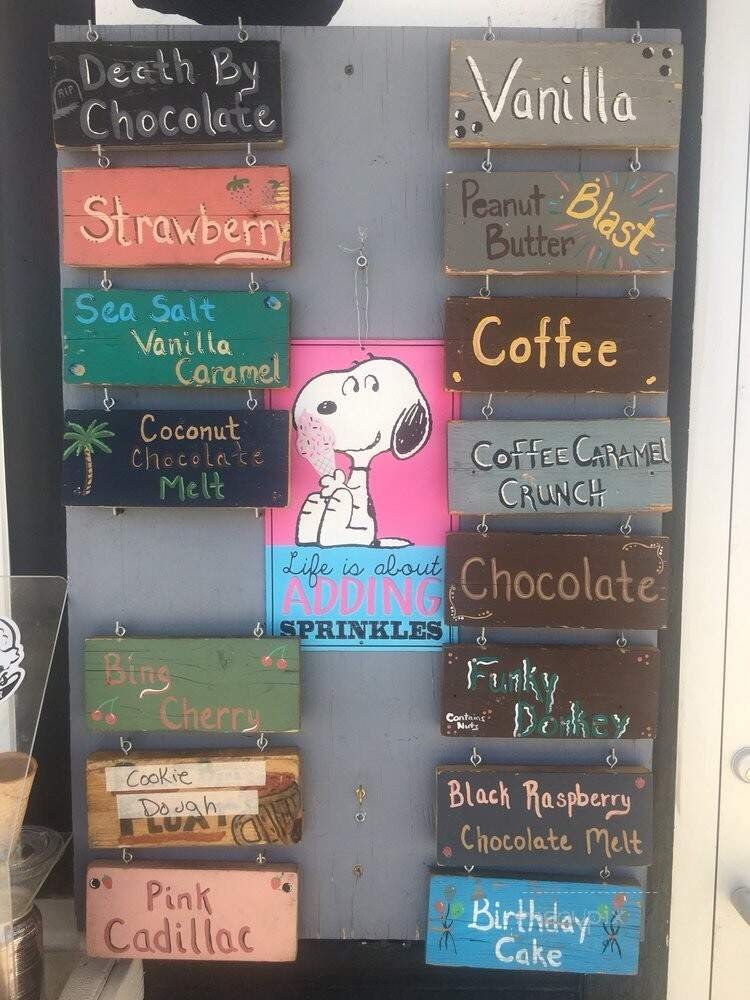 RIP
Death By
Chocolate
Strawberry
Sea Salt
Vanilla
Caramel
Coconut
Chocolate
Melt
Bing
Cherry
Cookie
Dough
Pink
Cadillac
Life is about
ADDING
SPRINKLES
Vanilla
Peanut
Butter
Blast
Coffee
COFFEE CARAMEL
CRUNCH
Chocolate
Funky
Donkey
Contains
Nuts
Black Raspberry
Chocolate Melt
Birthday
Cake